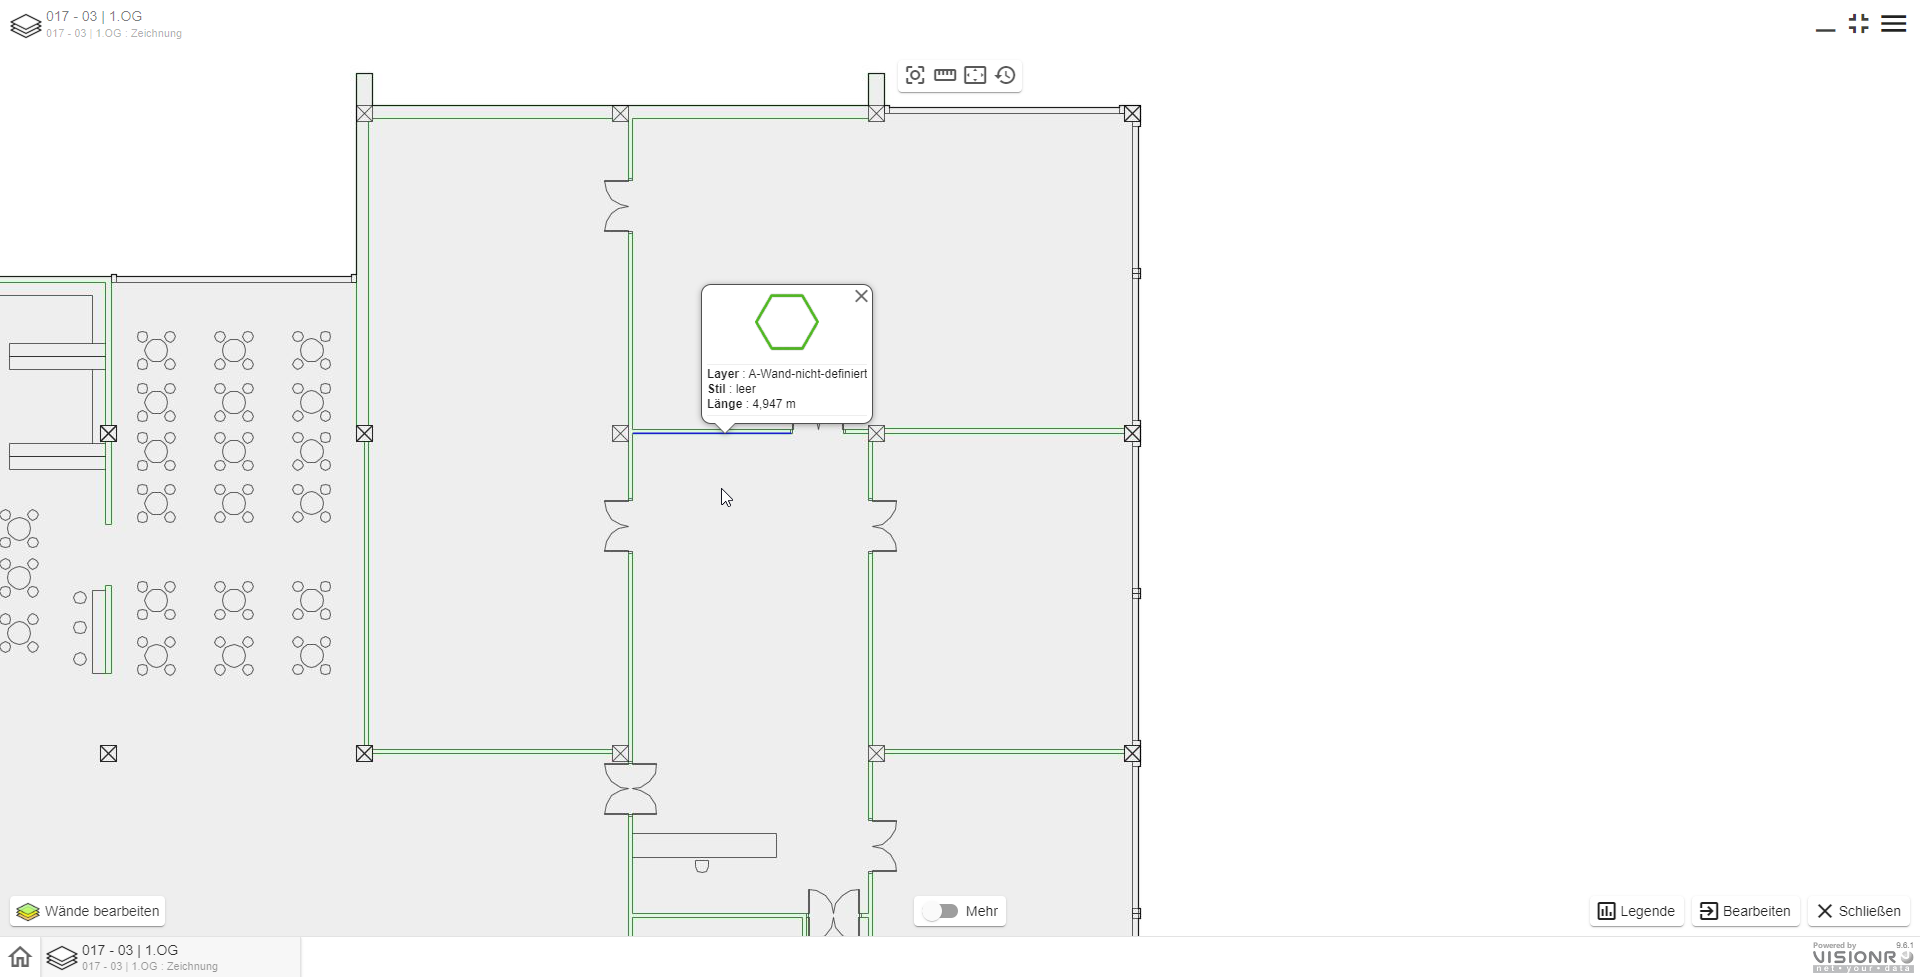 017 - 03 | 1.OG
017 - 03 | 1.OG : Zeichnung
Layer : A-Wand-nicht-definiert
Stil : leer
Länge : 4,947 m
Wände bearbeiten
Mehr
Legende
Bearbeiten
Schließen
017 - 03 | 1.OG
017 - 03 | 1.OG : Zeichnung
Powered by 9.6.1
VISIONR
net • your • data